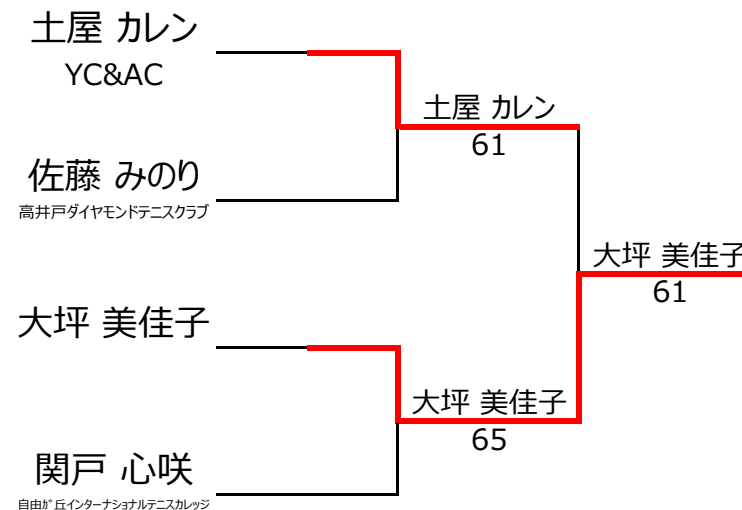 土屋 カレン
YC&AC
土屋 カレン
61
佐藤 みのり
高井戸ダイヤモンドテニスクラブ
大坪 美佳子
61
大坪 美佳子
大坪 美佳子
65
関戸 心咲
自由が丘インターナショナルテニスカレッジ